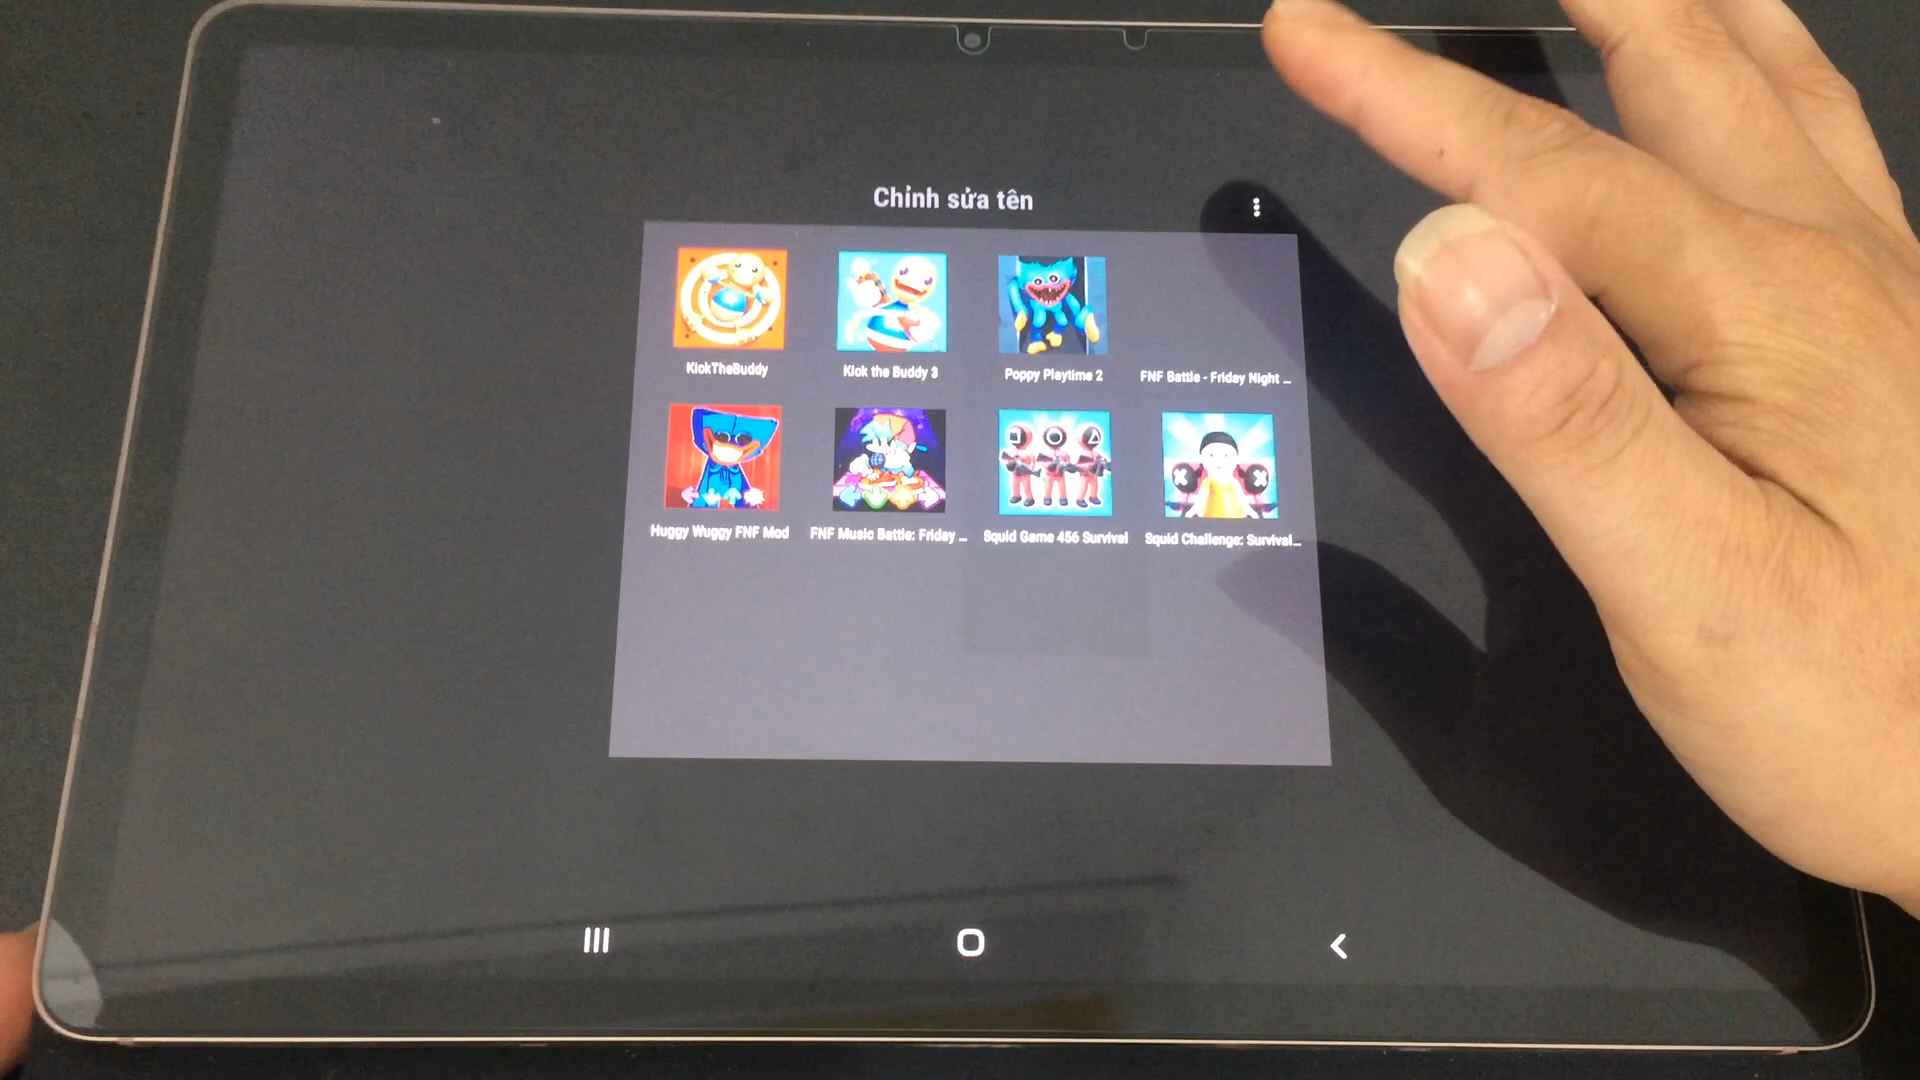 Chỉnh sửa tên
KickTheBuddy
Kick the Buddy 3
Poppy Playtime 2
FNF Battle - Friday Night ...
Huggy Wuggy FNF Mod
FNF Music Battle: Friday ...
Squid Game 456 Survival
Squid Challenge: Survival...